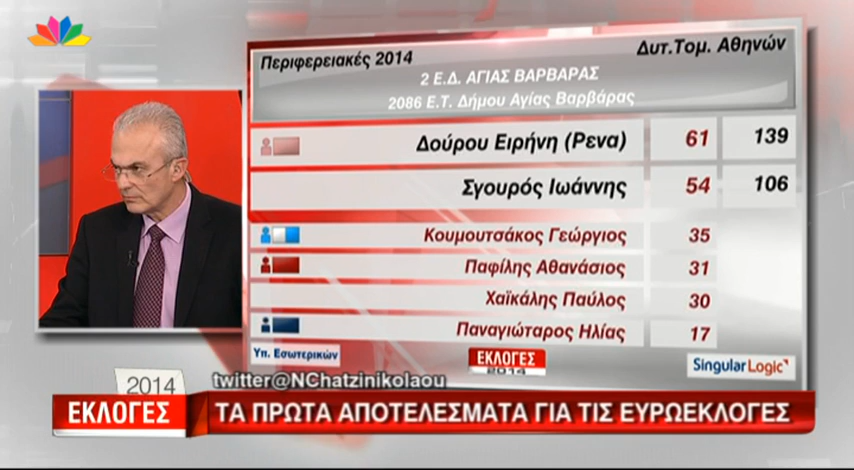 Περιφερειακές 2014
Δυτ.Τομ. Αθηνών
2 Ε.Δ. ΑΓΙΑΣ ΒΑΡΒΑΡΑΣ
2086 Ε.Τ. Δήμου Αγίας Βαρβάρας
Δούρου Ειρήνη (Ρενα) 61 139
Σγουρός Ιωάννης 54 106
Κουμουτσάκος Γεώργιος 35
Παφίλης Αθανάσιος 31
Χαϊκάλης Παύλος 30
Παναγιώταρος Ηλίας 17
Υπ. Εσωτερικών
ΕΚΛΟΓΕΣ
2014
SingularLogic
2014
twitter@NChatzinikolaou
ΕΚΛΟΓΕΣ
ΤΑ ΠΡΩΤΑ ΑΠΟΤΕΛΕΣΜΑΤΑ ΓΙΑ ΤΙΣ ΕΥΡΩΕΚΛΟΓΕΣ